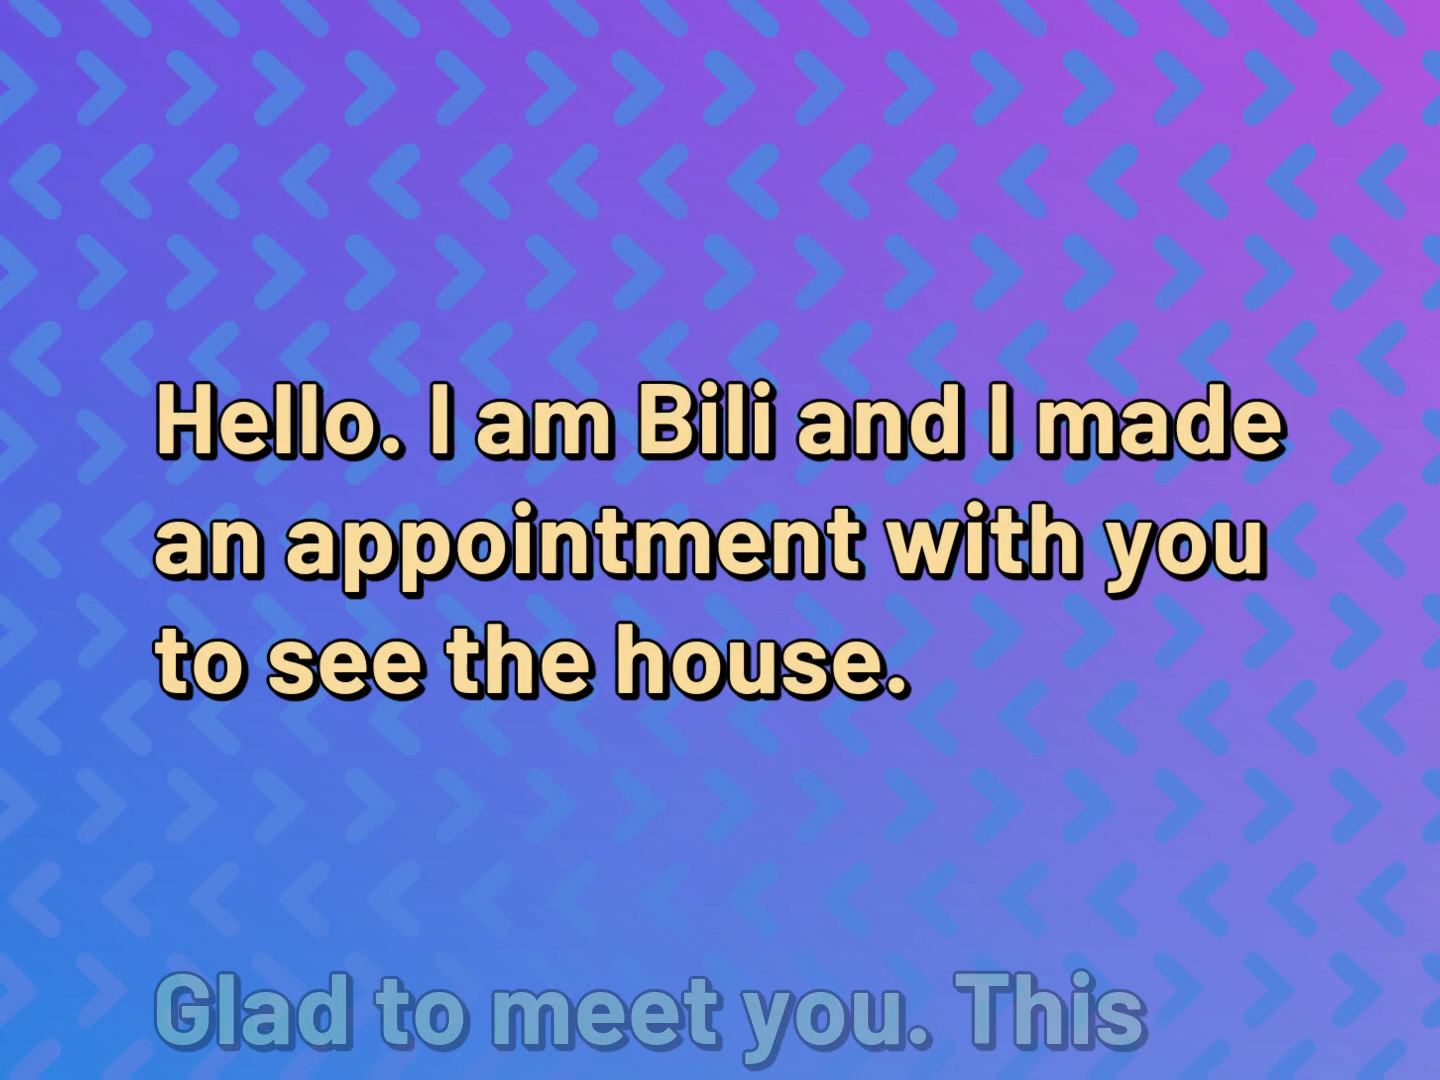 Hello. I am Bili and I made
an appointment with you
to see the house.
Glad to meet you. This